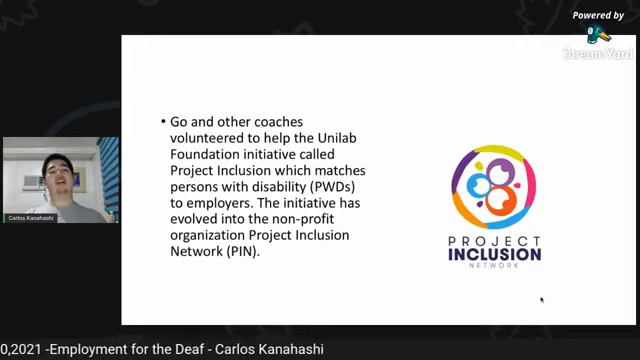 Powered by
StreamYard
• Go and other coaches
volunteered to help the Unilab
Foundation initiative called
Project Inclusion which matches
persons with disability (PWDs)
to employers. The initiative has
evolved into the non-profit
organization Project Inclusion
Network (PIN).
PROJECT
INCLUSION
NETWORK
Carlos Kanahashi
0,2021 -Employment for the Deaf - Carlos Kanahashi